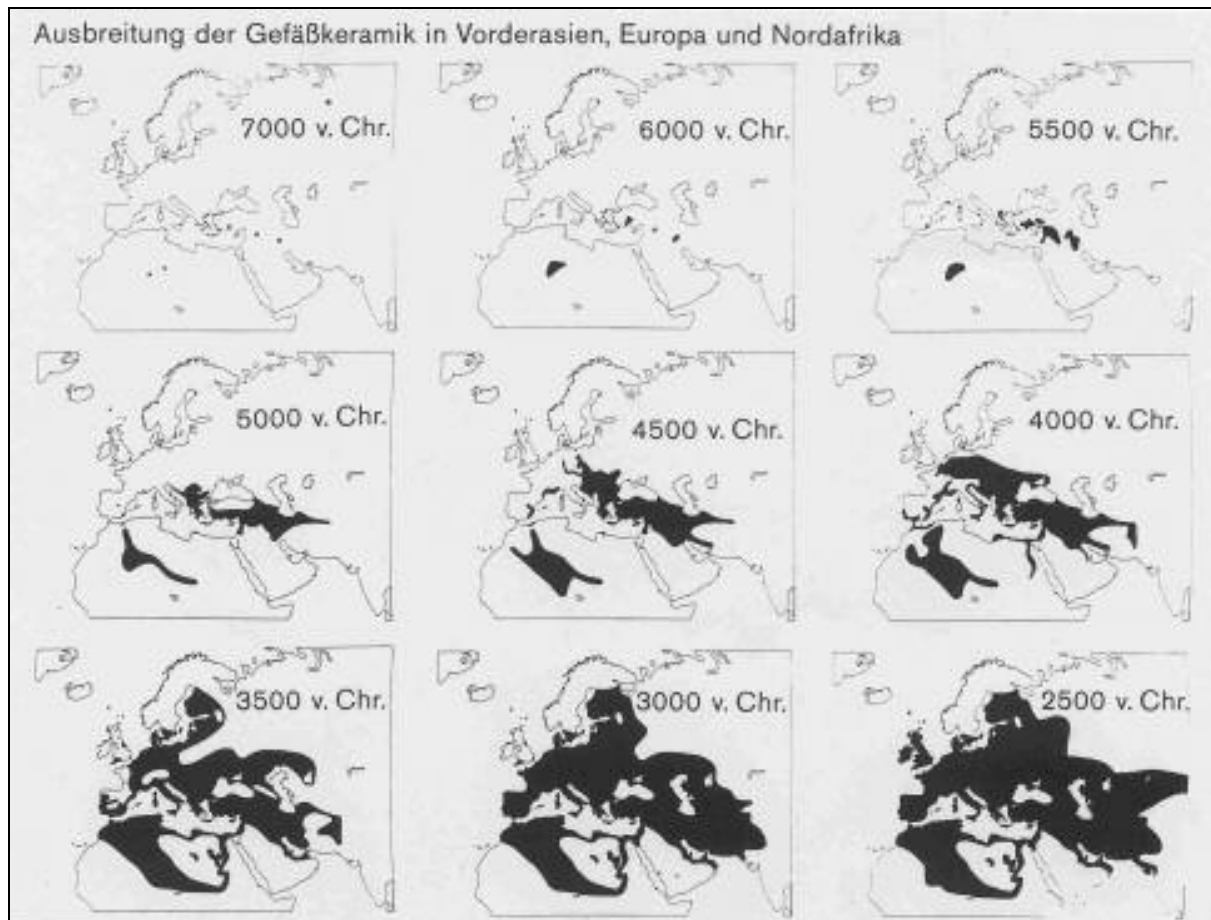 Ausbreitung der Gefäßkeramik in Vorderasien, Europa und Nordafrika
7000 v. Chr.
6000 v. Chr.
5500 v. Chr.
5000 v. Chr.
4500 v. Chr.
4000 v. Chr.
3500 v. Chr.
3000 v. Chr.
2500 v. Chr.